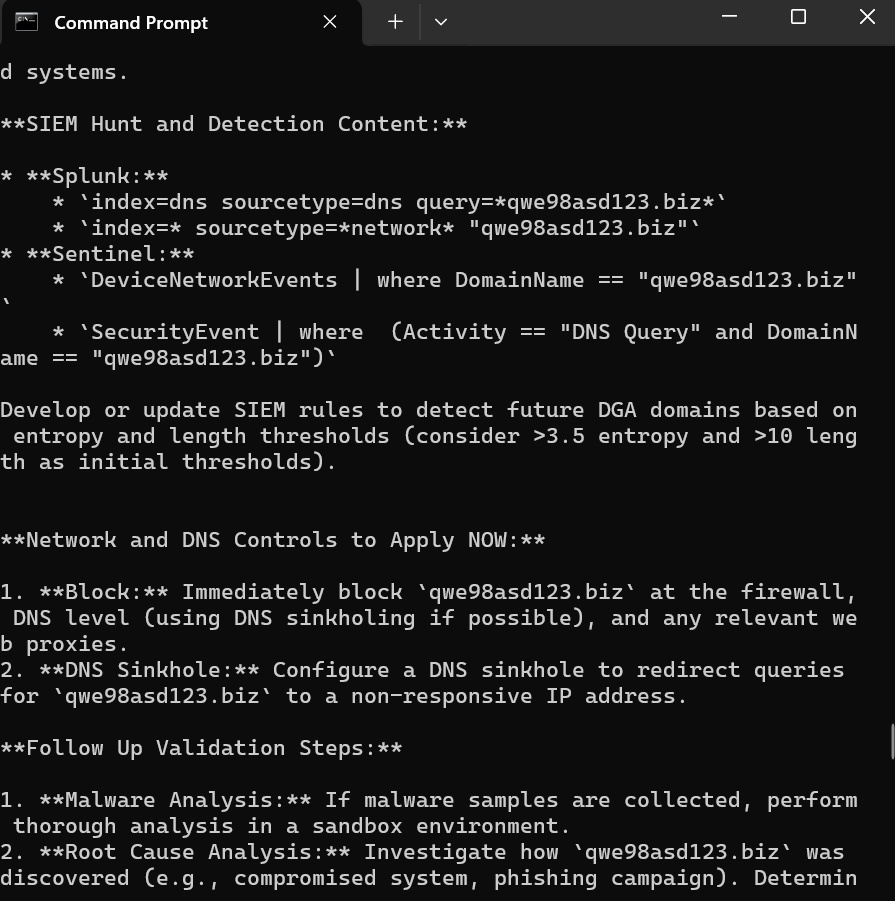 Command Prompt
d systems.
**SIEM Hunt and Detection Content:**
* **Splunk:**
    * `index=dns sourcetype=dns query=*qwe98asd123.biz*`
    * `index=* sourcetype=*network* "qwe98asd123.biz"`
* **Sentinel:**
    * `DeviceNetworkEvents | where DomainName == "qwe98asd123.biz"
`
    * `SecurityEvent | where  (Activity == "DNS Query" and DomainN
ame == "qwe98asd123.biz")`
Develop or update SIEM rules to detect future DGA domains based on
 entropy and length thresholds (consider >3.5 entropy and >10 leng
th as initial thresholds).
**Network and DNS Controls to Apply NOW:**
1. **Block:** Immediately block `qwe98asd123.biz` at the firewall,
 DNS level (using DNS sinkholing if possible), and any relevant we
b proxies.
2. **DNS Sinkhole:** Configure a DNS sinkhole to redirect queries
for `qwe98asd123.biz` to a non-responsive IP address.
**Follow Up Validation Steps:**
1. **Malware Analysis:** If malware samples are collected, perform
 thorough analysis in a sandbox environment.
2. **Root Cause Analysis:** Investigate how `qwe98asd123.biz` was
discovered (e.g., compromised system, phishing campaign). Determin